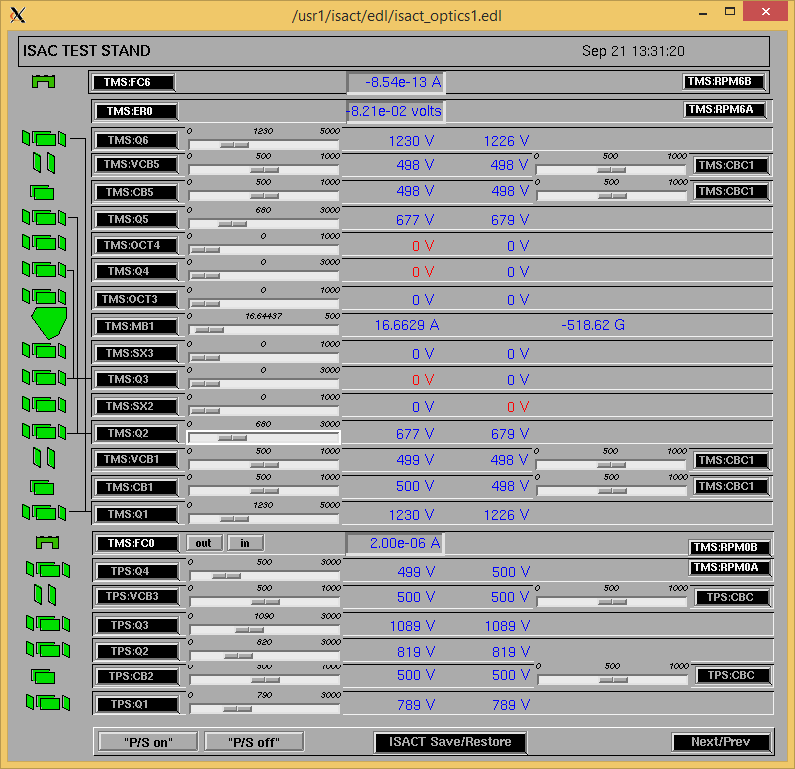 /usr1/isact/edl/isact_optics1.edl
ISAC TEST STAND Sep 21 13:31:20
TMS:FC6 -8.54e-13 A TMS:RPM6B
TMS:ER0 -8.21e-02 volts TMS:RPM6A
TMS:Q6 0 1230 5000 1230 V 1226 V
TMS:VCB5 0 500 1000 498 V 498 V 0 500 1000 TMS:CBC1
TMS:CB5 0 500 1000 498 V 498 V 0 500 1000 TMS:CBC1
TMS:Q5 0 680 3000 677 V 679 V
TMS:OCT4 0 0 1000 0 V 0 V
TMS:Q4 0 0 3000 0 V 0 V
TMS:OCT3 0 0 1000 0 V 0 V
TMS:MB1 0 16.64437 500 16.6629 A -518.62 G
TMS:SX3 0 0 1000 0 V 0 V
TMS:Q3 0 0 3000 0 V 0 V
TMS:SX2 0 0 1000 0 V 0 V
TMS:Q2 0 680 3000 677 V 679 V
TMS:VCB1 0 500 1000 499 V 498 V 0 500 1000 TMS:CBC1
TMS:CB1 0 500 1000 500 V 498 V 0 500 1000 TMS:CBC1
TMS:Q1 0 1230 5000 1230 V 1226 V
TMS:FC0 out in 2.00e-06 A TMS:RPM0B
TPS:Q4 0 500 3000 499 V 500 V TMS:RPM0A
TPS:VCB3 0 500 1000 500 V 500 V 0 500 1000 TPS:CBC
TPS:Q3 0 1090 3000 1089 V 1089 V
TPS:Q2 0 820 3000 819 V 819 V
TPS:CB2 0 500 1000 500 V 500 V 0 500 1000 TPS:CBC
TPS:Q1 0 790 3000 789 V 789 V
"P/S on" "P/S off" ISACT Save/Restore Next/Prev